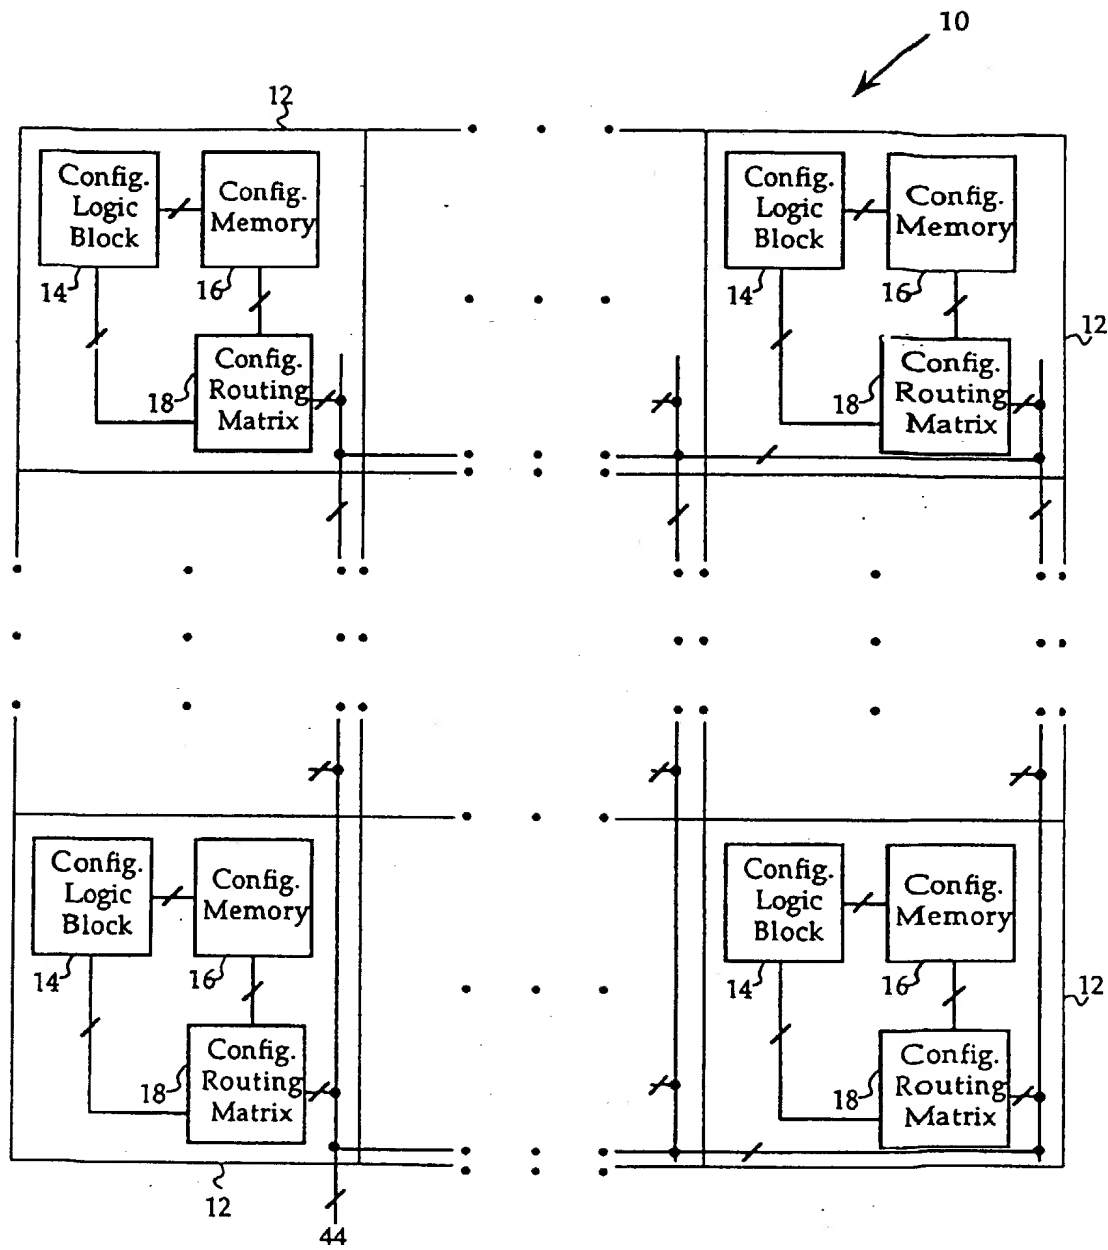 10
12
Config.
Logic
Block
Config.
Memory
14
16
Config.
Routing
Matrix
18
Config.
Logic
Block
Config.
Memory
14
16
12
Config.
Routing
Matrix
18
Config.
Logic
Block
Config.
Memory
14
16
Config.
Routing
Matrix
18
12
44
Config.
Logic
Block
Config.
Memory
14
16
12
Config.
Routing
Matrix
18